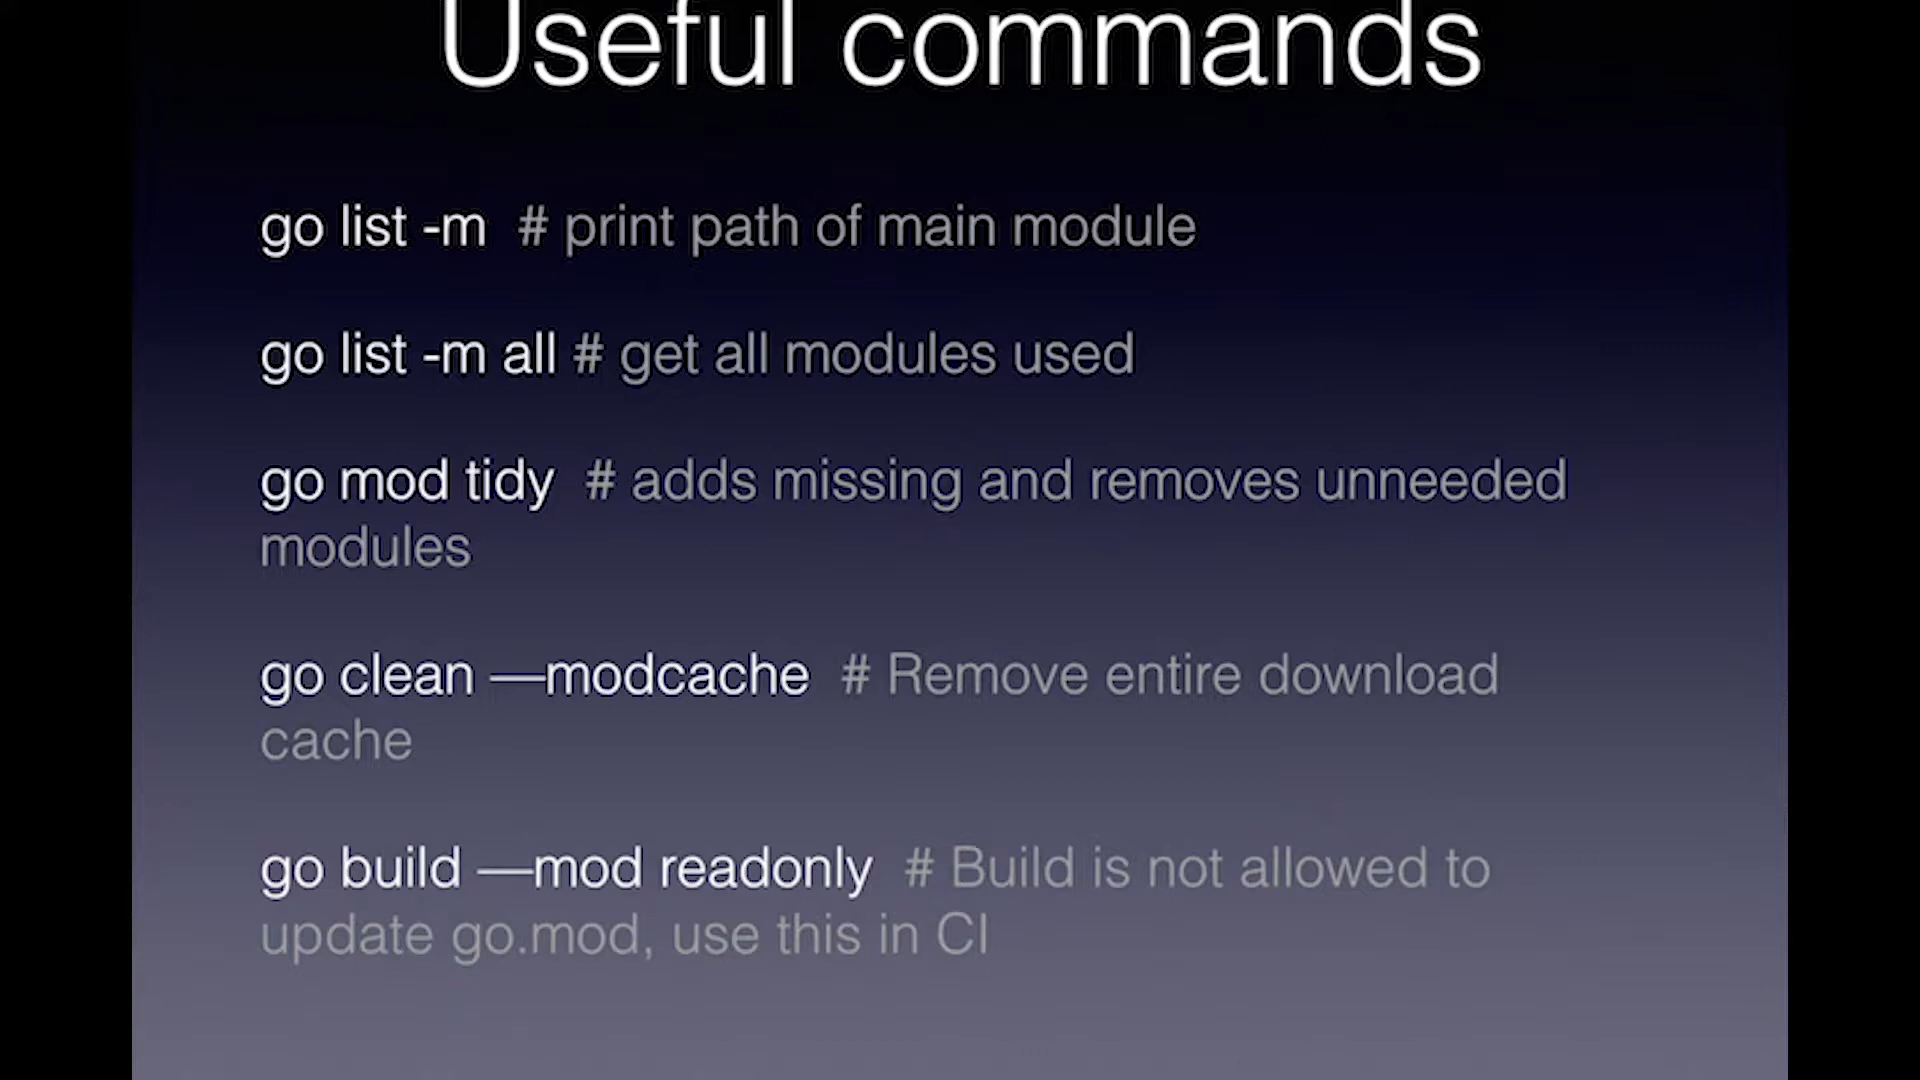 Useful commands
go list -m # print path of main module
go list -m all # get all modules used
go mod tidy # adds missing and removes unneeded
modules
go clean —modcache # Remove entire download
cache
go build —mod readonly # Build is not allowed to
update go.mod, use this in CI